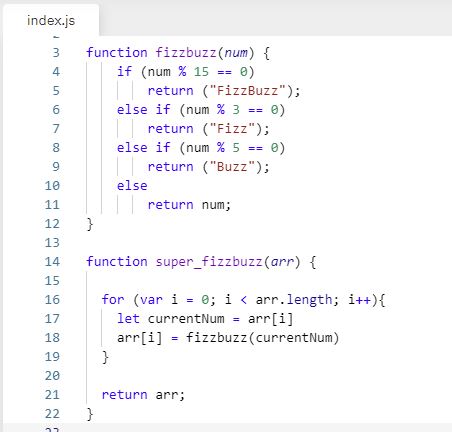 index.js
3 function fizzbuzz(num) {
4 if (num % 15 == 0)
5 return ("FizzBuzz");
6 else if (num % 3 == 0)
7 return ("Fizz");
8 else if (num % 5 == 0)
9 return ("Buzz");
10 else
11 return num;
12 }
13
14 function super_fizzbuzz(arr) {
15
16 for (var i = 0; i < arr.length; i++){
17 let currentNum = arr[i]
18 arr[i] = fizzbuzz(currentNum)
19 }
20
21 return arr;
22 }